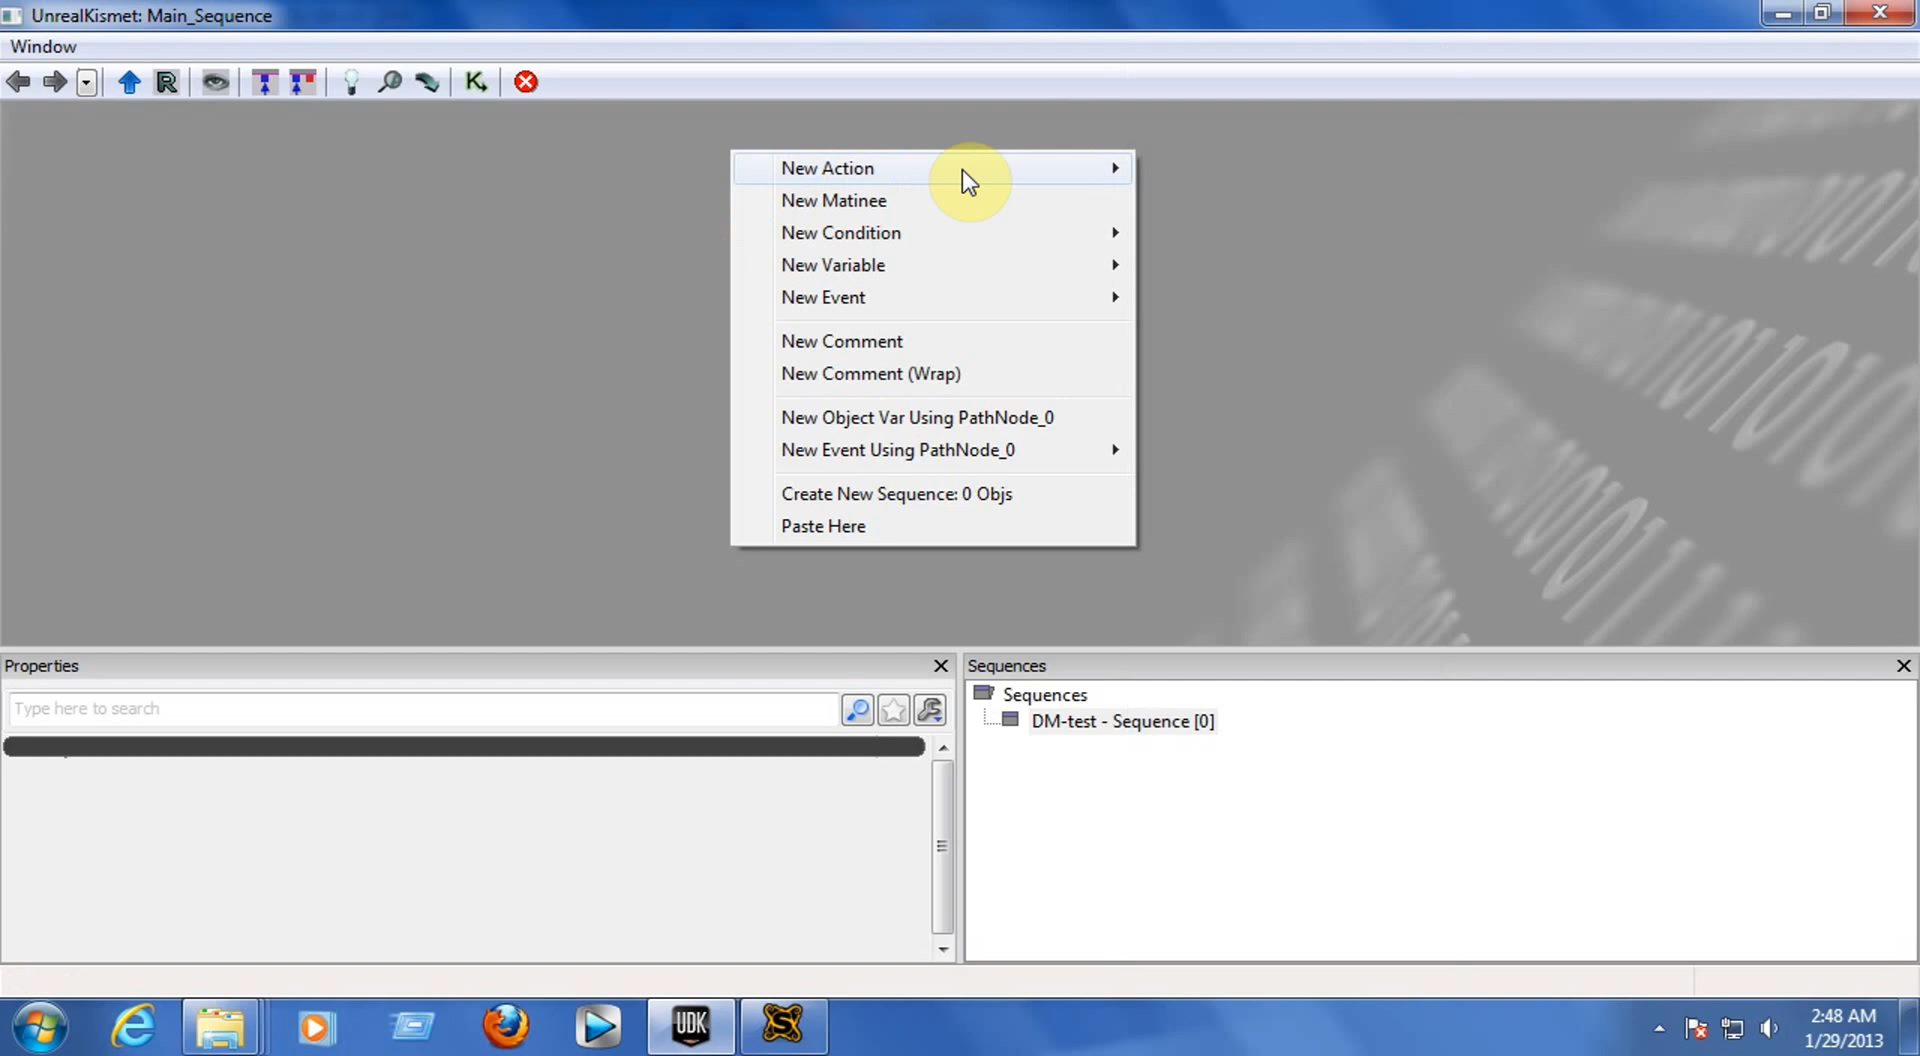 UnrealKismet: Main_Sequence
Window
R
K
New Action
New Matinee
New Condition
New Variable
New Event
New Comment
New Comment (Wrap)
New Object Var Using PathNode_0
New Event Using PathNode_0
Create New Sequence: 0 Objs
Paste Here
Properties
Type here to search
Sequences
Sequences
DM-test - Sequence [0]
UDK
2:48 AM
1/29/2013